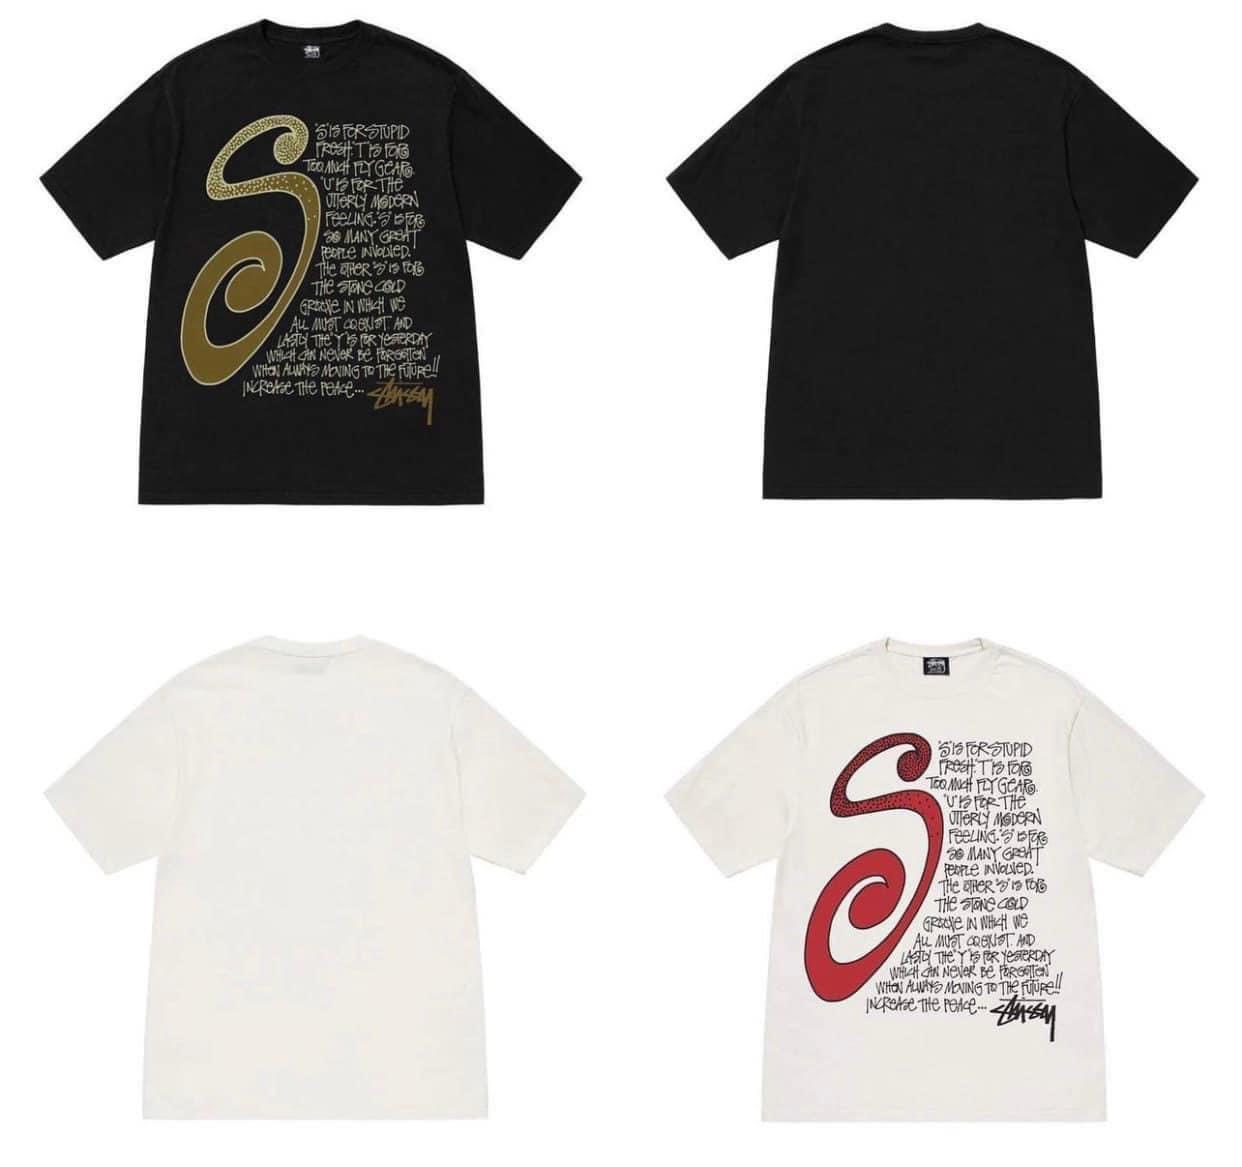 STÜSSY
"S" IS FOR STUPID
FRESH. "T" IS FOR
TOO MUCH FLY GEAR.
"U" IS FOR THE
UTTERLY MODERN
FEELING. "S" IS FOR
SO MANY GREAT
PEOPLE INVOLVED.
THE OTHER "S" IS FOR
THE STONE COLD
GROOVE IN WHICH WE
ALL MUST CO.EXIST. AND
LASTLY THE "Y" IS FOR YESTERDAY
WHICH CAN NEVER BE FORGOTTEN
WHEN ALWAYS MOVING TO THE FUTURE!!
INCREASE THE PEACE...
STÜSSY
STÜSSY
"S" IS FOR STUPID
FRESH. "T" IS FOR
TOO MUCH FLY GEAR.
"U" IS FOR THE
UTTERLY MODERN
FEELING. "S" IS FOR
SO MANY GREAT
PEOPLE INVOLVED.
THE OTHER "S" IS FOR
THE STONE COLD
GROOVE IN WHICH WE
ALL MUST CO.EXIST. AND
LASTLY THE "Y" IS FOR YESTERDAY
WHICH CAN NEVER BE FORGOTTEN
WHEN ALWAYS MOVING TO THE FUTURE!!
INCREASE THE PEACE...
STÜSSY